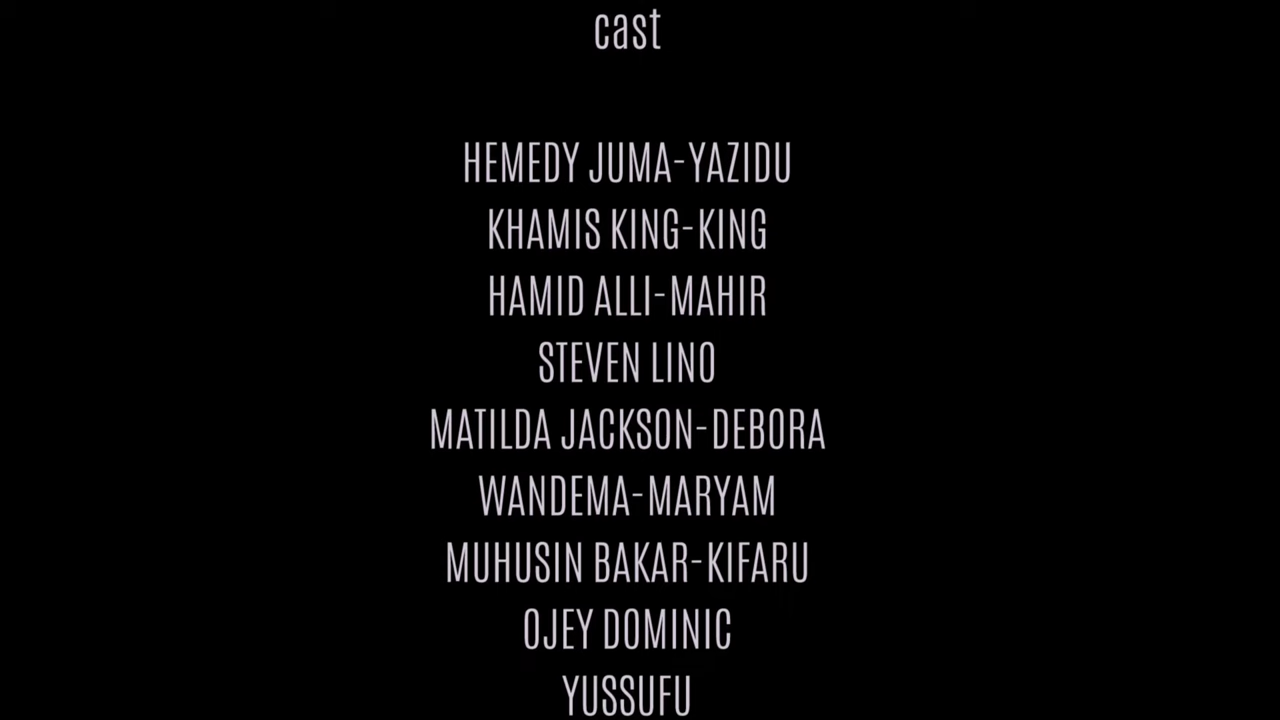 cast
HEMEDY JUMA-YAZIDU
KHAMIS KING-KING
HAMID ALLI-MAHIR
STEVEN LINO
MATILDA JACKSON-DEBORA
WANDEMA-MARYAM
MUHUSIN BAKAR-KIFARU
OJEY DOMINIC
YUSSUFU